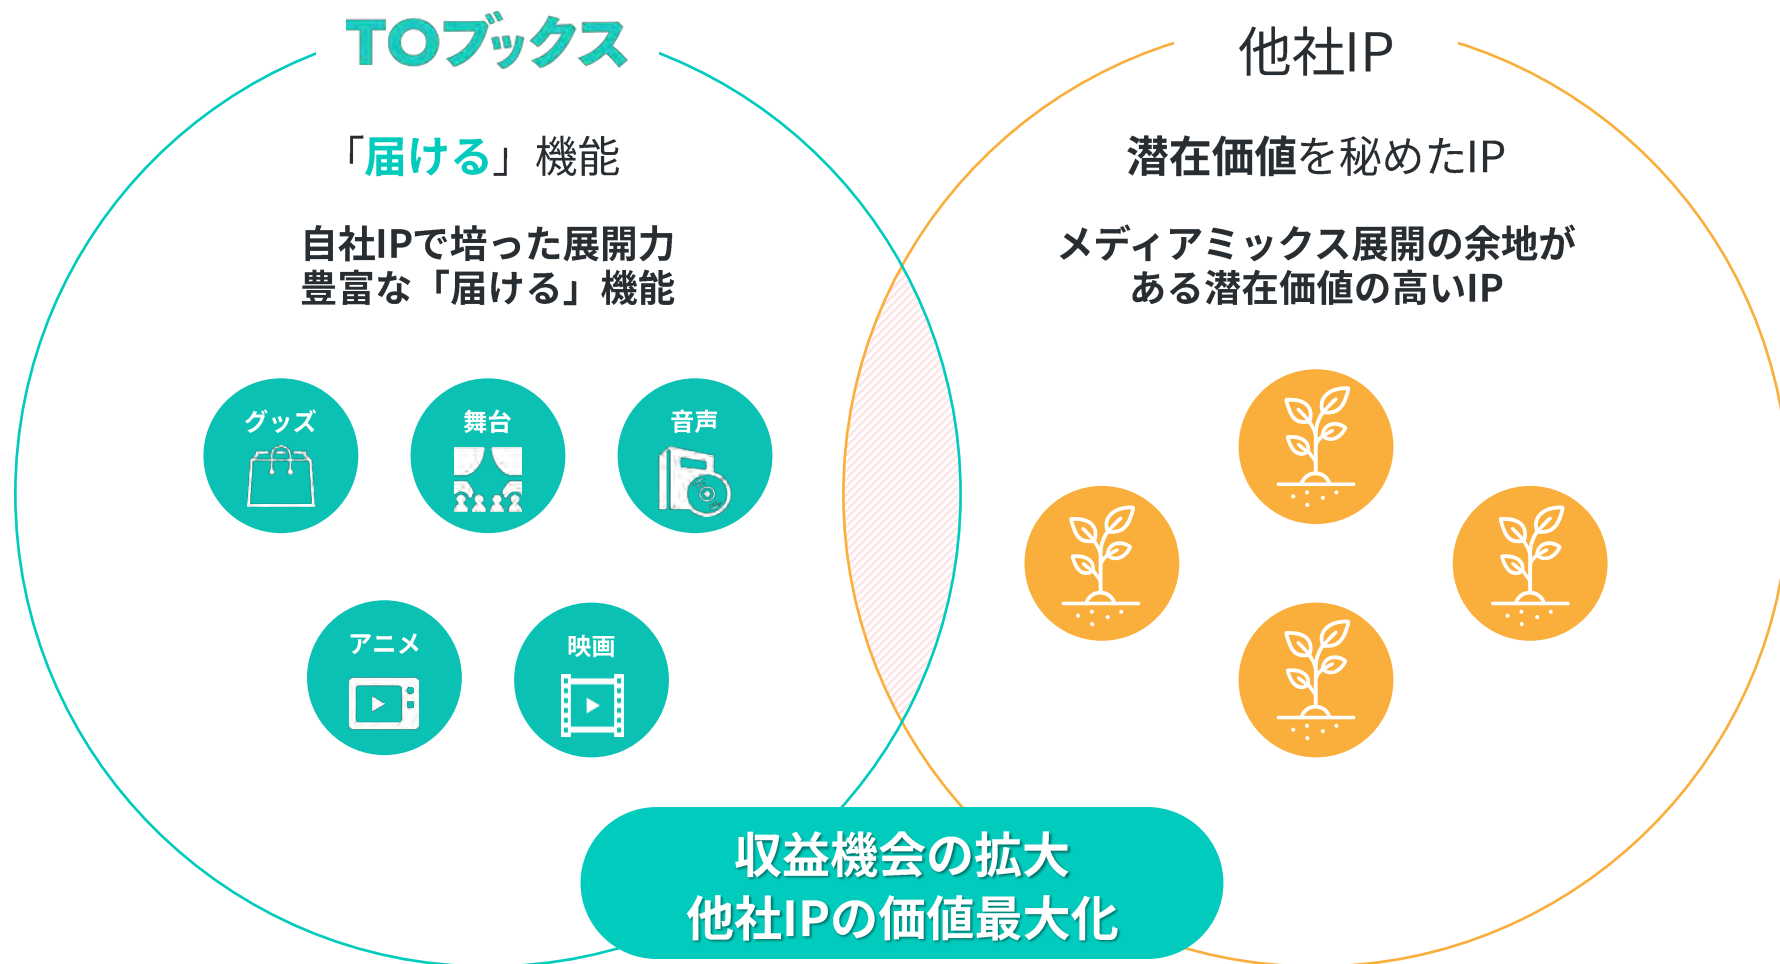 TOブックス
「届ける」機能
自社IPで培った展開力
豊富な「届ける」機能
グッズ
舞台
音声
アニメ
映画
他社IP
潜在価値を秘めたIP
メディアミックス展開の余地が
ある潜在価値の高いIP
収益機会の拡大
他社IPの価値最大化